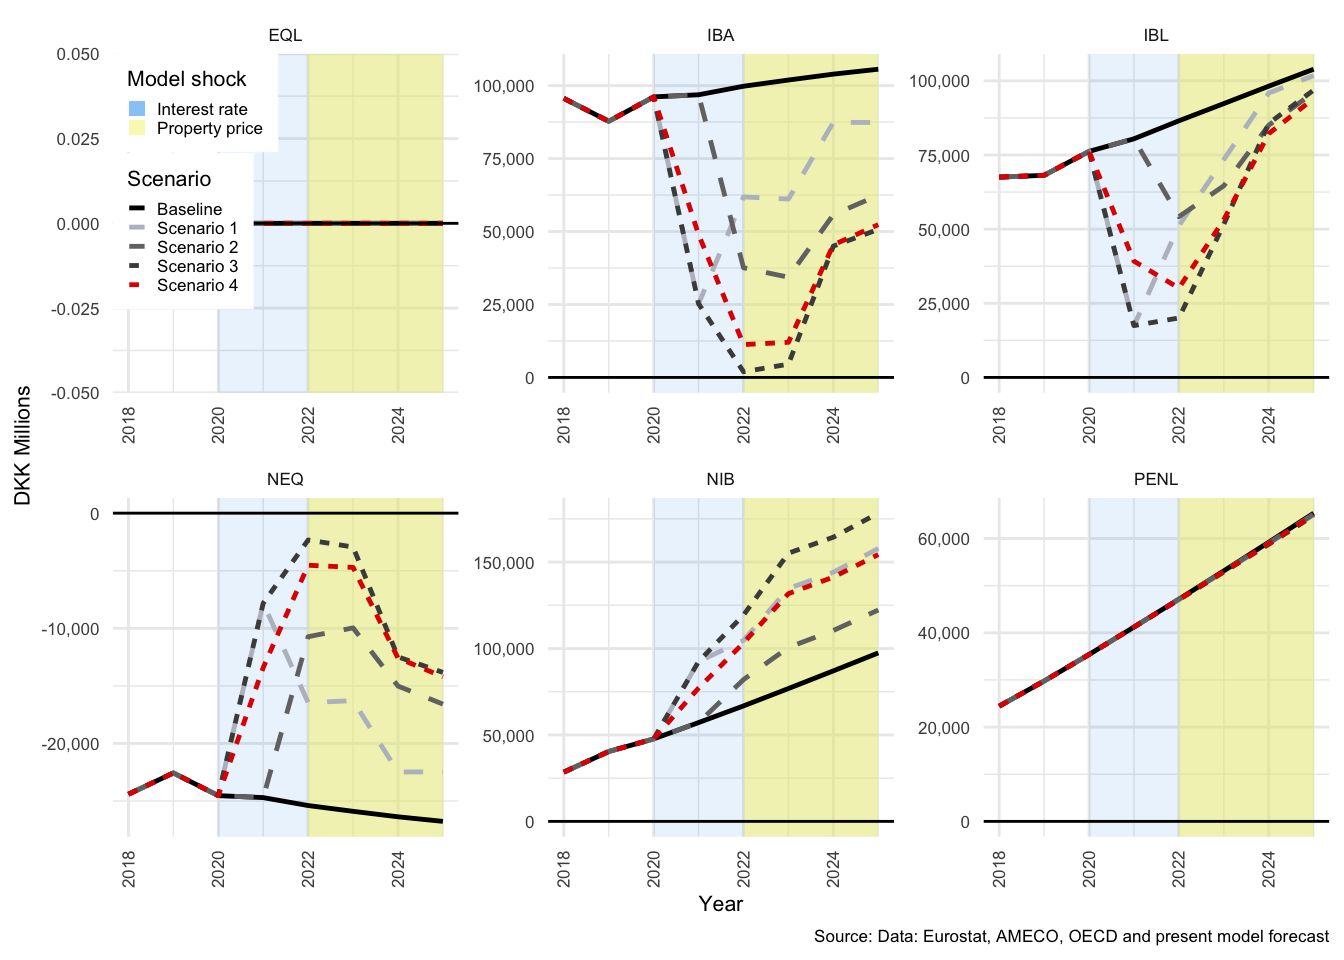 EQL
IBA
IBL
0.050
0.025
0.000
-0.025
-0.050
Model shock
Interest rate
Property price
Scenario
Baseline
Scenario 1
Scenario 2
Scenario 3
Scenario 4
100,000
75,000
50,000
25,000
0
100,000
75,000
50,000
25,000
0
2018
2020
2022
2024
2018
2020
2022
2024
2018
2020
2022
2024
DKK Millions
NEQ
NIB
PENL
0
-10,000
-20,000
150,000
100,000
50,000
0
60,000
40,000
20,000
0
2018
2020
2022
2024
2018
2020
2022
2024
2018
2020
2022
2024
Year
Source: Data: Eurostat, AMECO, OECD and present model forecast